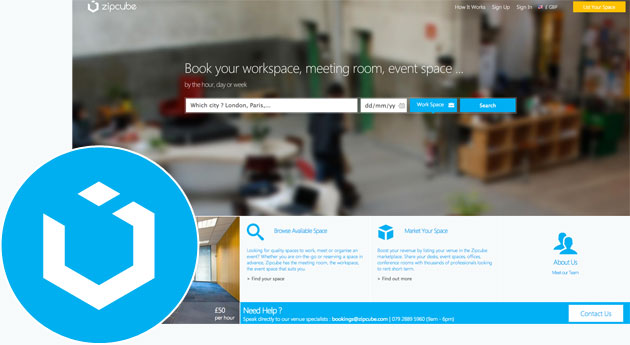 zipcube
How It Works Sign Up Sign In £ GBP List Your Space
Book your workspace, meeting room, event space ...
by the hour, day or week
Which city ? London, Paris,... dd/mm/yy Work Space Search
Browse Available Space
Looking for quality spaces to work, meet or organise an
event? Whether you are on-the-go or reserving a space in
advance, Zipcube has the meeting room, the workspace,
the event space that suits you.
Find your space
Market Your Space
Boost your revenue by listing your venue in the Zipcube
marketplace. Share your desks, event spaces, offices,
conference rooms with thousands of professionals looking
to rent short-term.
Find out more
About Us
Meet our Team
£50
per hour
Need Help ?
Speak directly to our venue specialists : bookings@zipcube.com | 079 2889 5960 (9am - 6pm)
Contact Us